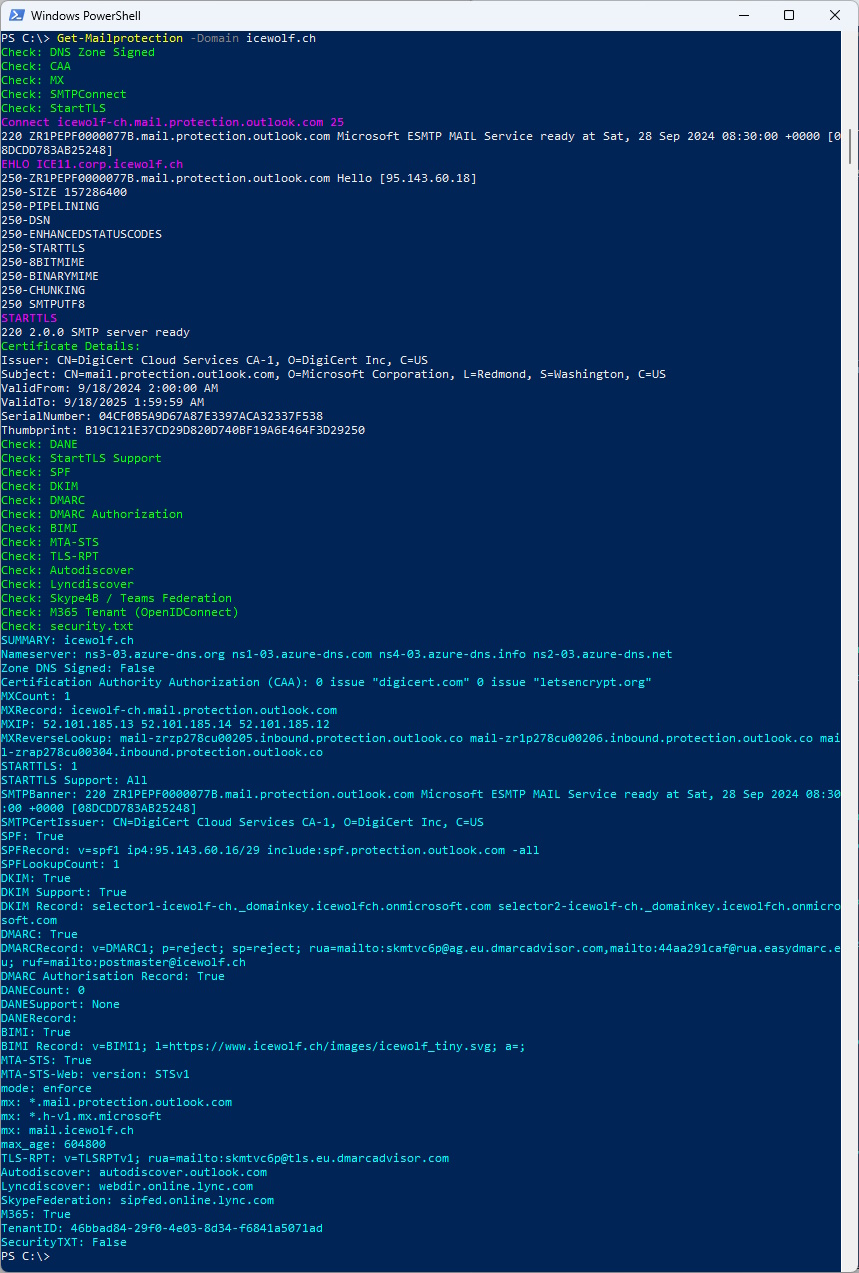 Windows PowerShell
PS C:\> Get-Mailprotection -Domain icewolf.ch
Check: DNS Zone Signed
Check: CAA
Check: MX
Check: SMTPConnect
Check: StartTLS
Connect icewolf-ch.mail.protection.outlook.com 25
220 ZR1PEPF0000077B.mail.protection.outlook.com Microsoft ESMTP MAIL Service ready at Sat, 28 Sep 2024 08:30:00 +0000 [0
8DCDD783AB25248]
EHLO ICE11.corp.icewolf.ch
250-ZR1PEPF0000077B.mail.protection.outlook.com Hello [95.143.60.18]
250-SIZE 157286400
250-PIPELINING
250-DSN
250-ENHANCEDSTATUSCODES
250-STARTTLS
250-8BITMIME
250-BINARYMIME
250-CHUNKING
250 SMTPUTF8
STARTTLS
220 2.0.0 SMTP server ready
Certificate Details:
Issuer: CN=DigiCert Cloud Services CA-1, O=DigiCert Inc, C=US
Subject: CN=mail.protection.outlook.com, O=Microsoft Corporation, L=Redmond, S=Washington, C=US
ValidFrom: 9/18/2024 2:00:00 AM
ValidTo: 9/18/2025 1:59:59 AM
SerialNumber: 04CF0B5A9D67A87E3397ACA32337F538
Thumbprint: B19C121E37CD29D820D740BF19A6E464F3D29250
Check: DANE
Check: StartTLS Support
Check: SPF
Check: DKIM
Check: DMARC
Check: DMARC Authorization
Check: BIMI
Check: MTA-STS
Check: TLS-RPT
Check: Autodiscover
Check: Lyncdiscover
Check: Skype4B / Teams Federation
Check: M365 Tenant (OpenIDConnect)
Check: security.txt
SUMMARY: icewolf.ch
Nameserver: ns3-03.azure-dns.org ns1-03.azure-dns.com ns4-03.azure-dns.info ns2-03.azure-dns.net
Zone DNS Signed: False
Certification Authority Authorization (CAA): 0 issue "digicert.com" 0 issue "letsencrypt.org"
MXCount: 1
MXRecord: icewolf-ch.mail.protection.outlook.com
MXIP: 52.101.185.13 52.101.185.14 52.101.185.12
MXReverseLookup: mail-zrzp278cu00205.inbound.protection.outlook.co mail-zr1p278cu00206.inbound.protection.outlook.co mai
l-zrap278cu00304.inbound.protection.outlook.co
STARTTLS: 1
STARTTLS Support: All
SMTPBanner: 220 ZR1PEPF0000077B.mail.protection.outlook.com Microsoft ESMTP MAIL Service ready at Sat, 28 Sep 2024 08:30
:00 +0000 [08DCDD783AB25248]
SMTPCertIssuer: CN=DigiCert Cloud Services CA-1, O=DigiCert Inc, C=US
SPF: True
SPFRecord: v=spf1 ip4:95.143.60.16/29 include:spf.protection.outlook.com -all
SPFLookupCount: 1
DKIM: True
DKIM Support: True
DKIM Record: selector1-icewolf-ch._domainkey.icewolfch.onmicrosoft.com selector2-icewolf-ch._domainkey.icewolfch.onmicro
soft.com
DMARC: True
DMARCRecord: v=DMARC1; p=reject; sp=reject; rua=mailto:skmtvc6p@ag.eu.dmarcadvisor.com,mailto:44aa291caf@rua.easydmarc.e
u; ruf=mailto:postmaster@icewolf.ch
DMARC Authorisation Record: True
DANECount: 0
DANESupport: None
DANERecord:
BIMI: True
BIMI Record: v=BIMI1; l=https://www.icewolf.ch/images/icewolf_tiny.svg; a=;
MTA-STS: True
MTA-STS-Web: version: STSv1
mode: enforce
mx: *.mail.protection.outlook.com
mx: *.h-v1.mx.microsoft
mx: mail.icewolf.ch
max_age: 604800
TLS-RPT: v=TLSRPTv1; rua=mailto:skmtvc6p@tls.eu.dmarcadvisor.com
Autodiscover: autodiscover.outlook.com
Lyncdiscover: webdir.online.lync.com
SkypeFederation: sipfed.online.lync.com
M365: True
TenantID: 46bbad84-29f0-4e03-8d34-f6841a5071ad
SecurityTXT: False
PS C:\>